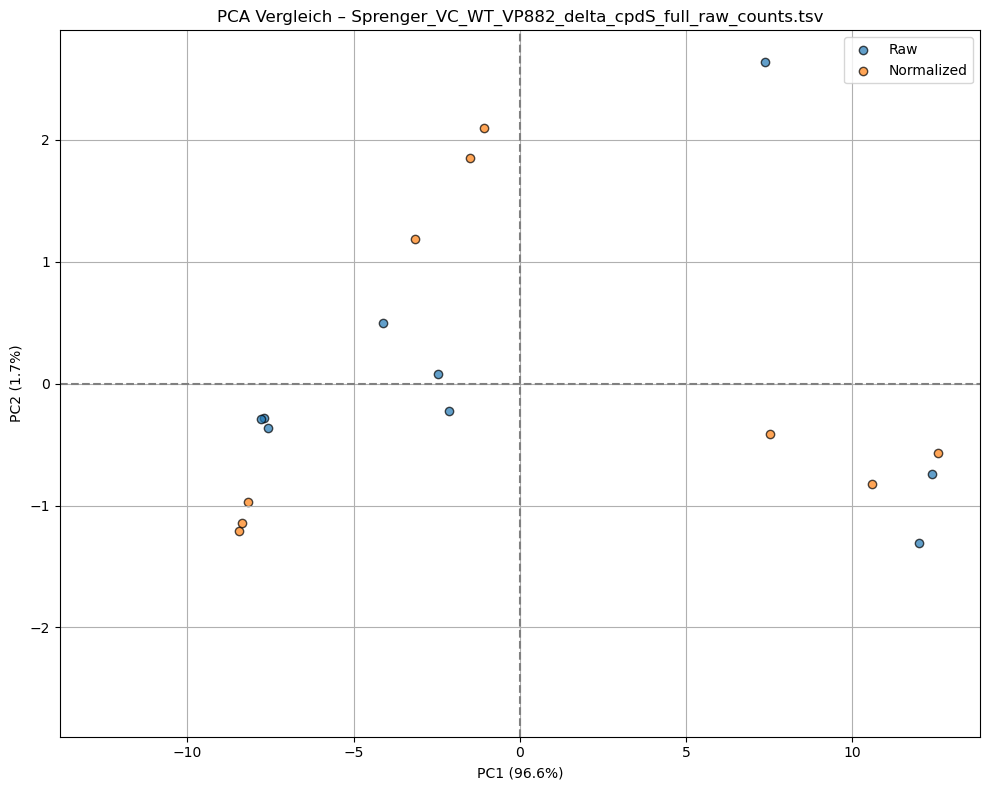 PCA Vergleich – Sprenger_VC_WT_VP882_delta_cpdS_full_raw_counts.tsv
Raw
Normalized
2
1
0
−1
−2
PC2 (1.7%)
−10
−5
0
5
10
PC1 (96.6%)